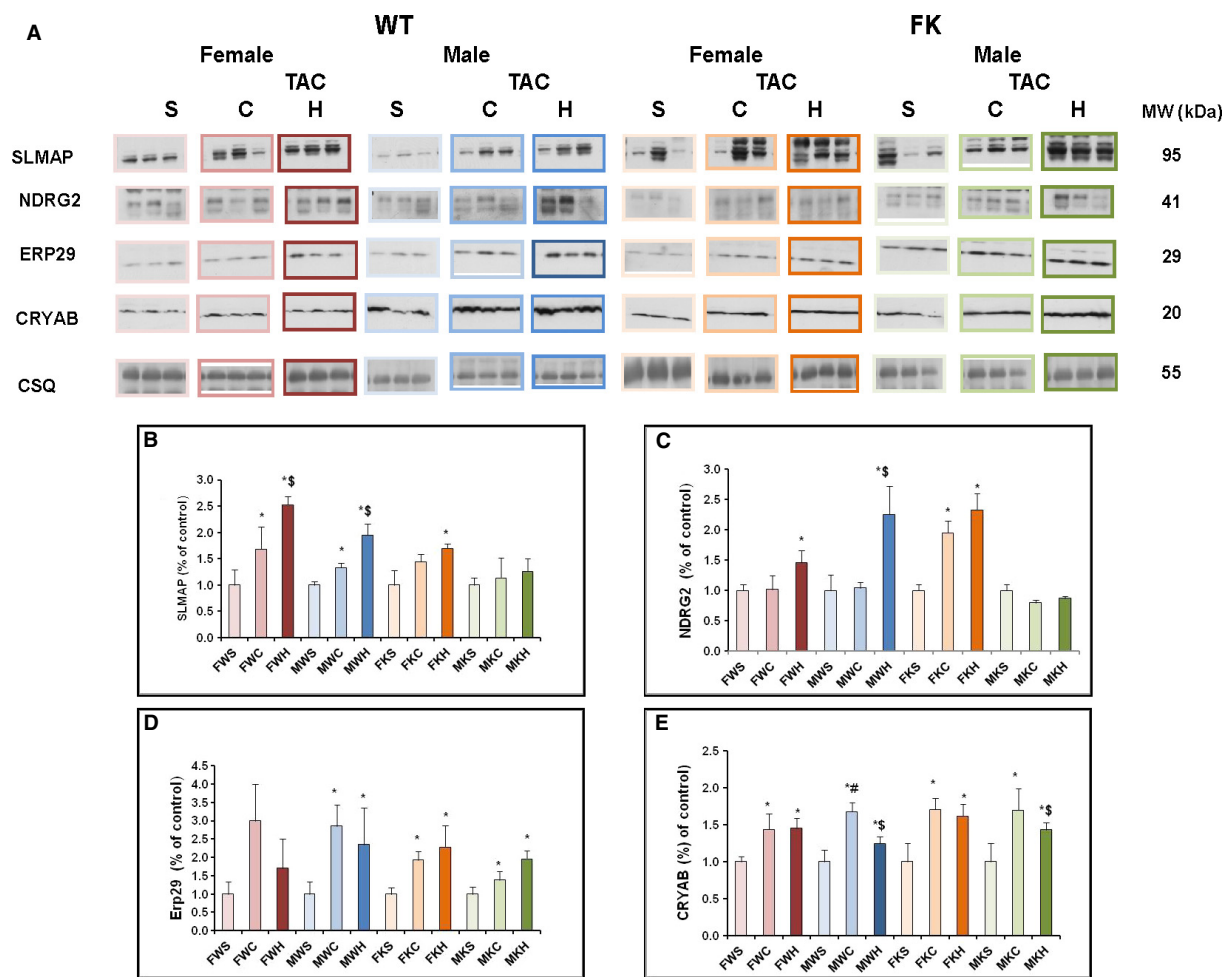 A
WT
FK
Female
Male
Female
Male
TAC
TAC
TAC
TAC
S C H S C H S C H S C H MW (kDa)
SLMAP 95
NDRG2 41
ERP29 29
CRYAB 20
CSQ 55
B
SLMAP (% of control)
3.0
2.5
2.0
1.5
1.0
0.5
0.0
* *$ * *$ *
FWS FWC FWH MWS MWC MWH FKS FKC FKH MKS MKC MKH
C
NDRG2 (% of control)
3.0
2.5
2.0
1.5
1.0
0.5
0.0
* *$ * *
FWS FWC FWH MWS MWC MWH FKS FKC FKH MKS MKC MKH
D
Erp29 (% of control)
4.5
4.0
3.5
3.0
2.5
2.0
1.5
1.0
0.5
0.0
* * * * * *
FWS FWC FWH MWS MWC MWH FKS FKC FKH MKS MKC MKH
E
CRYAB (%) of control)
2.5
2.0
1.5
1.0
0.5
0.0
* * *# *$ * * * *$
FWS FWC FWH MWS MWC MWH FKS FKC FKH MKS MKC MKH